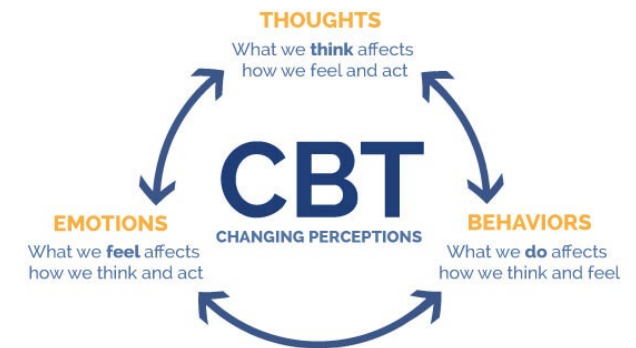 THOUGHTS
What we think affects
how we feel and act
CBT
CHANGING PERCEPTIONS
EMOTIONS
What we feel affects
how we think and act
BEHAVIORS
What we do affects
how we think and feel